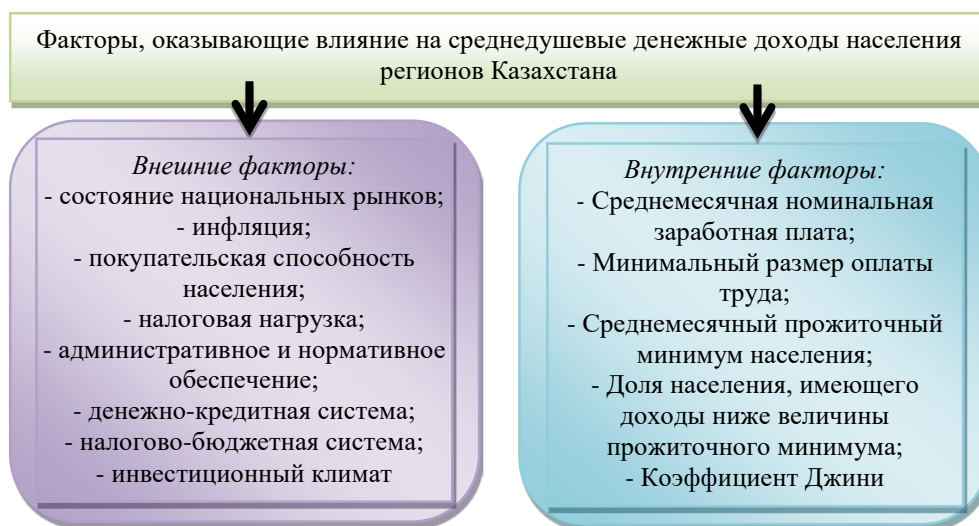 Факторы, оказывающие влияние на среднедушевые денежные доходы населения
регионов Казахстана
Внешние факторы:
- состояние национальных рынков;
- инфляция;
- покупательская способность
населения;
- налоговая нагрузка;
- административное и нормативное
обеспечение;
- денежно-кредитная система;
- налогово-бюджетная система;
- инвестиционный климат
Внутренние факторы:
- Среднемесячная номинальная
заработная плата;
- Минимальный размер оплаты
труда;
- Среднемесячный прожиточный
минимум населения;
- Доля населения, имеющего
доходы ниже величины
прожиточного минимума;
- Коэффициент Джини